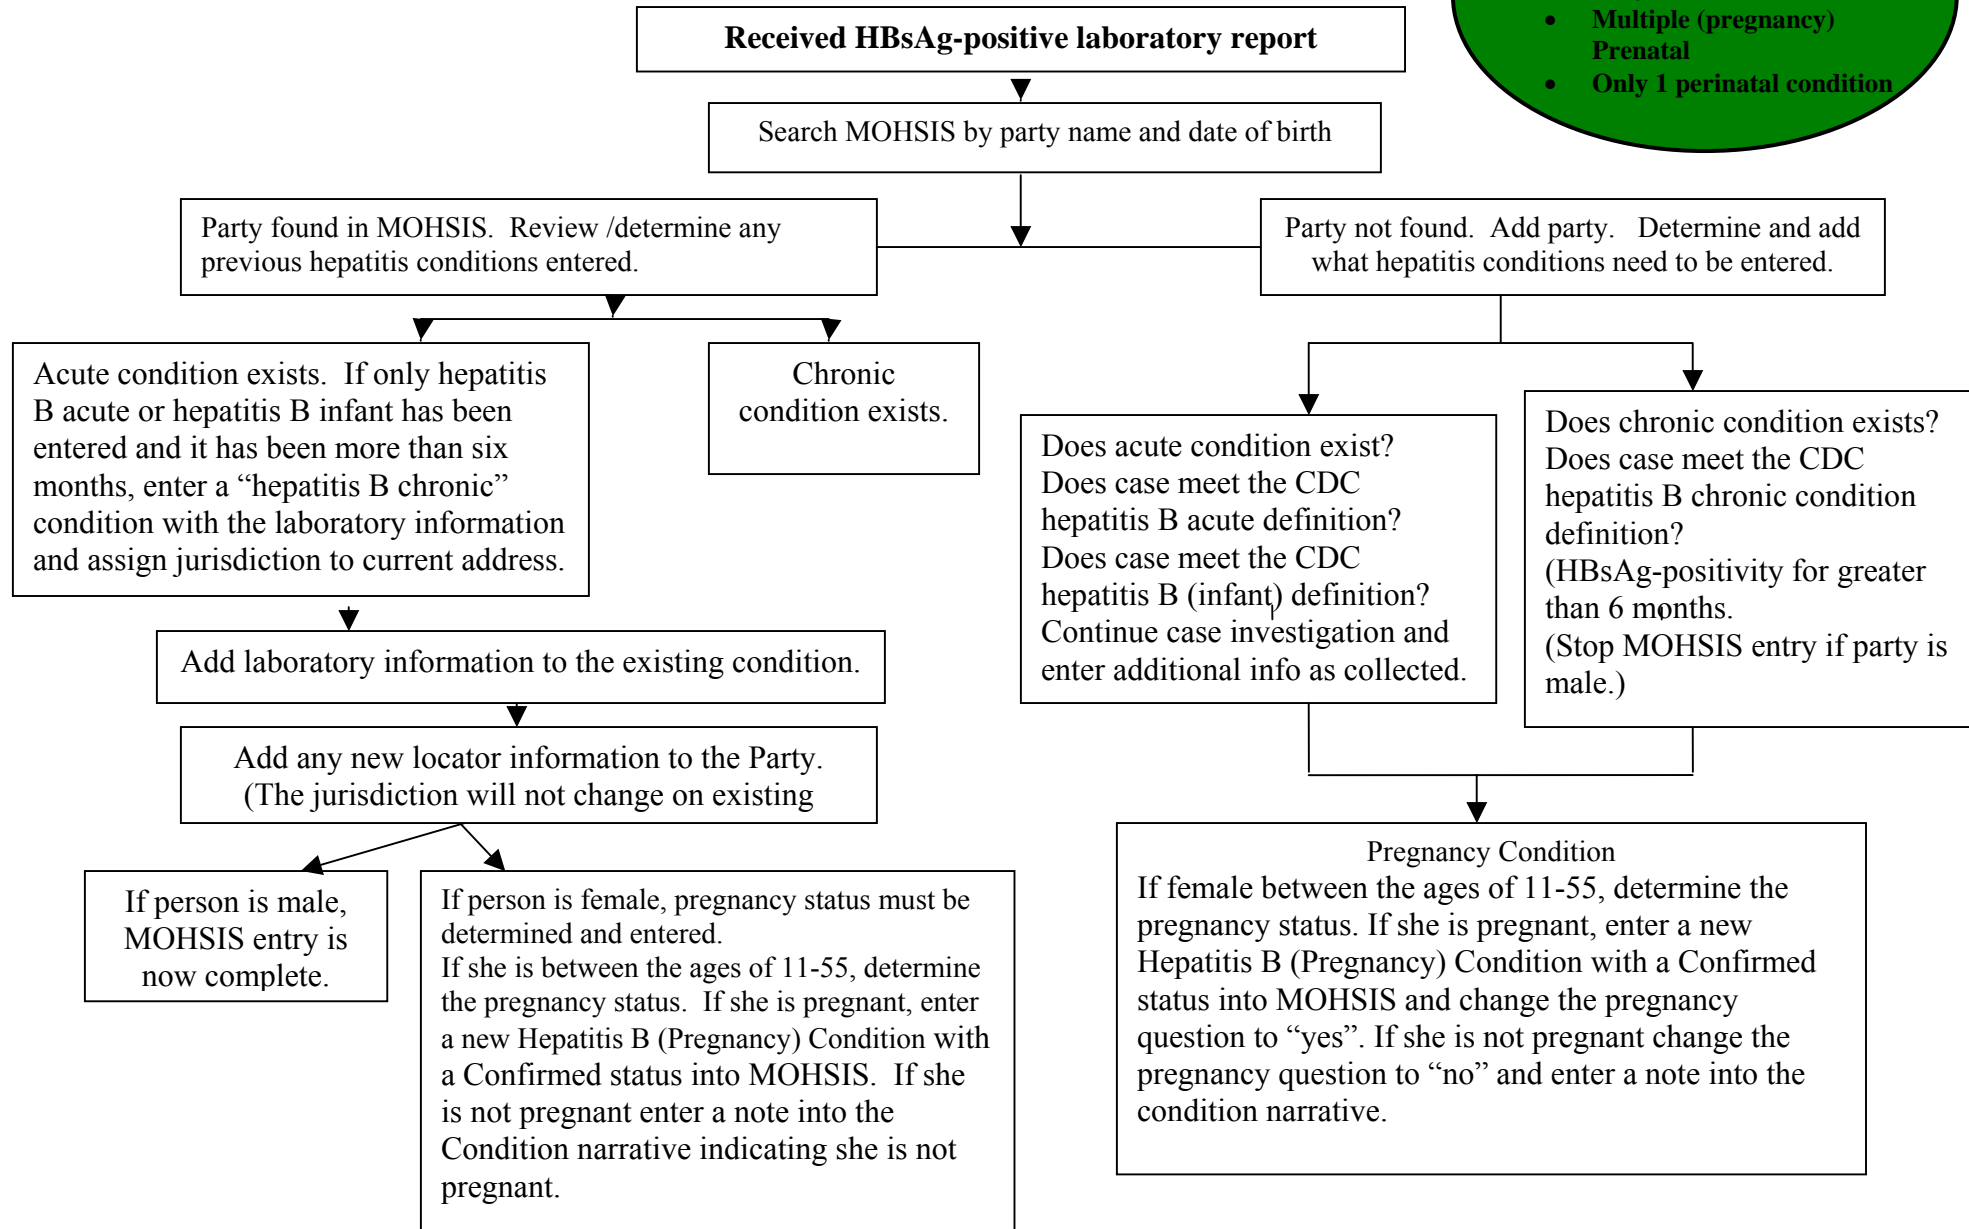 Received HBsAg-positive laboratory report
• Multiple (pregnancy)
Prenatal
• Only 1 perinatal condition
Search MOHSIS by party name and date of birth
Party found in MOHSIS. Review /determine any
previous hepatitis conditions entered.
Party not found. Add party. Determine and add
what hepatitis conditions need to be entered.
Acute condition exists. If only hepatitis
B acute or hepatitis B infant has been
entered and it has been more than six
months, enter a “hepatitis B chronic”
condition with the laboratory information
and assign jurisdiction to current address.
Chronic
condition exists.
Does acute condition exist?
Does case meet the CDC
hepatitis B acute definition?
Does case meet the CDC
hepatitis B (infant) definition?
Continue case investigation and
enter additional info as collected.
Does chronic condition exists?
Does case meet the CDC
hepatitis B chronic condition
definition?
(HBsAg-positivity for greater
than 6 months.
(Stop MOHSIS entry if party is
male.)
Add laboratory information to the existing condition.
Add any new locator information to the Party.
(The jurisdiction will not change on existing
If person is male,
MOHSIS entry is
now complete.
If person is female, pregnancy status must be
determined and entered.
If she is between the ages of 11-55, determine
the pregnancy status. If she is pregnant, enter
a new Hepatitis B (Pregnancy) Condition with
a Confirmed status into MOHSIS. If she
is not pregnant enter a note into the
Condition narrative indicating she is not
pregnant.
Pregnancy Condition
If female between the ages of 11-55, determine the
pregnancy status. If she is pregnant, enter a new
Hepatitis B (Pregnancy) Condition with a Confirmed
status into MOHSIS and change the pregnancy
question to “yes”. If she is not pregnant change the
pregnancy question to “no” and enter a note into the
condition narrative.